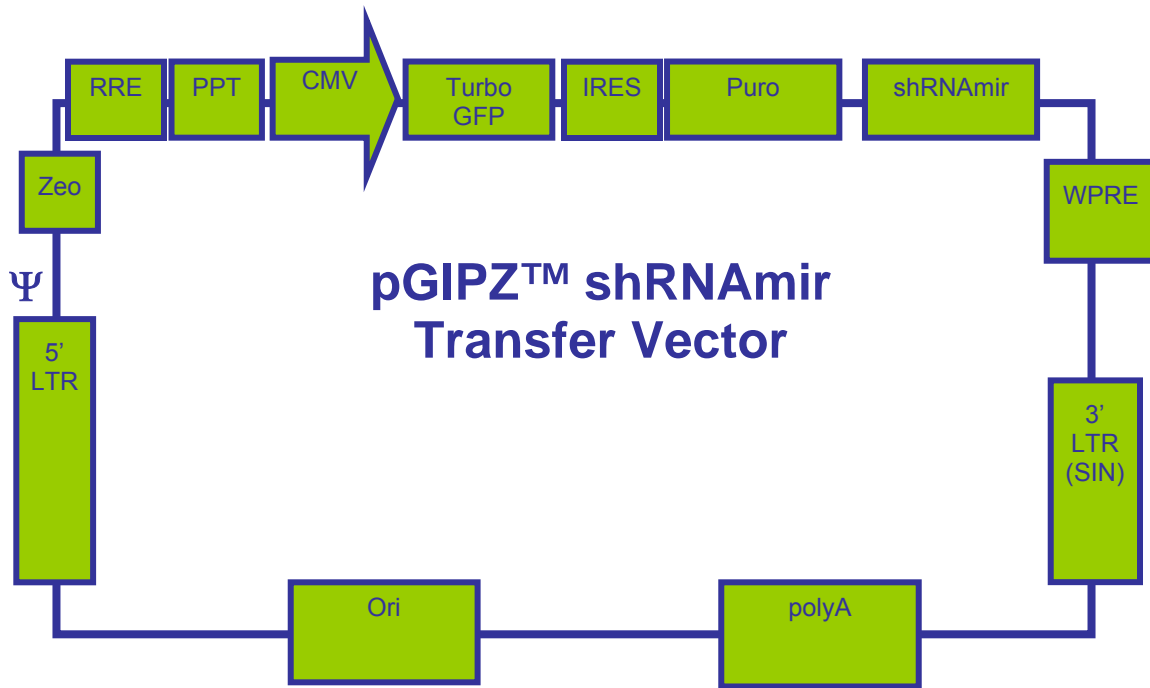 RRE
PPT
CMV
Turbo
GFP
IRES
Puro
shRNAmir
Zeo
WPRE
Ψ
pGIPZ™ shRNAmir
Transfer Vector
5’
LTR
3’
LTR
(SIN)
Ori
polyA